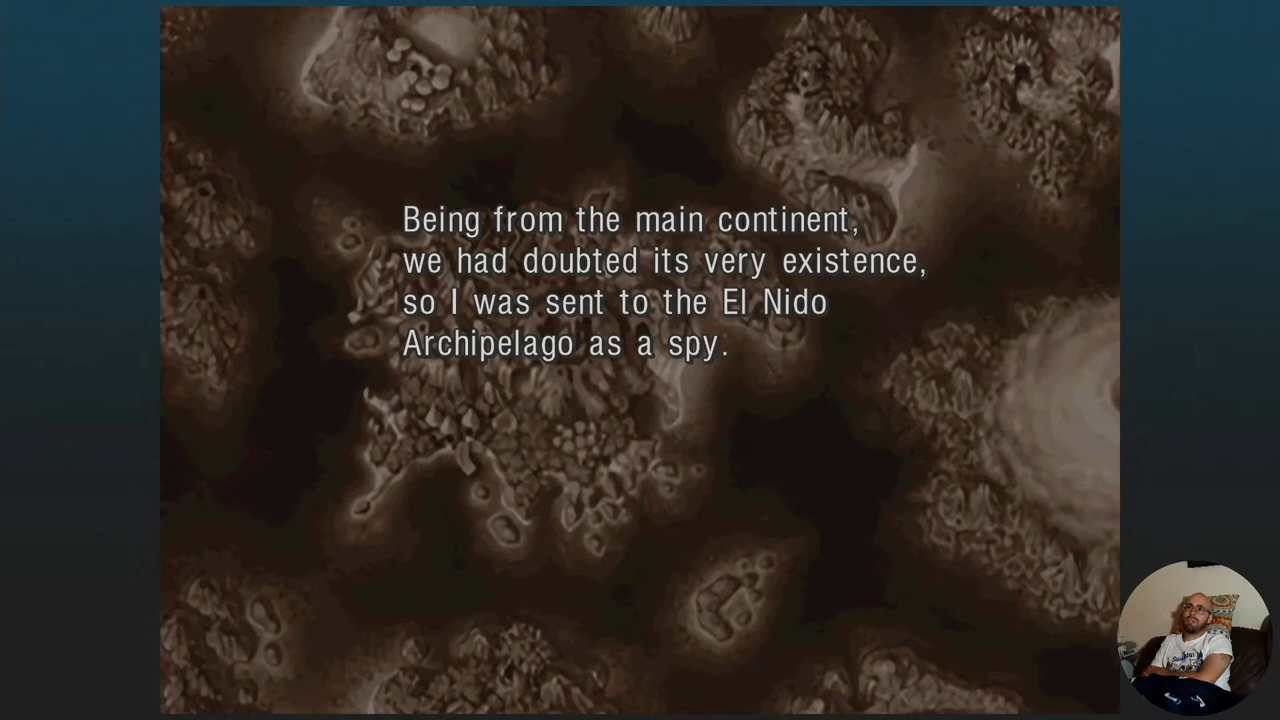 Being from the main continent,
we had doubted its very existence,
so I was sent to the El Nido
Archipelago as a spy.